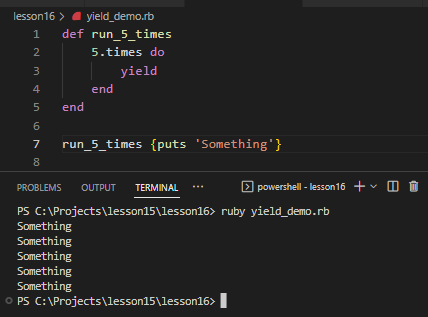 lesson16 > yield_demo.rb
1 def run_5_times
2 5.times do
3 yield
4 end
5 end
6
7 run_5_times {puts 'Something'}
8
PROBLEMS OUTPUT TERMINAL ··· powershell - lesson16
PS C:\Projects\lesson15\lesson16> ruby yield_demo.rb
Something
Something
Something
Something
Something
PS C:\Projects\lesson15\lesson16>